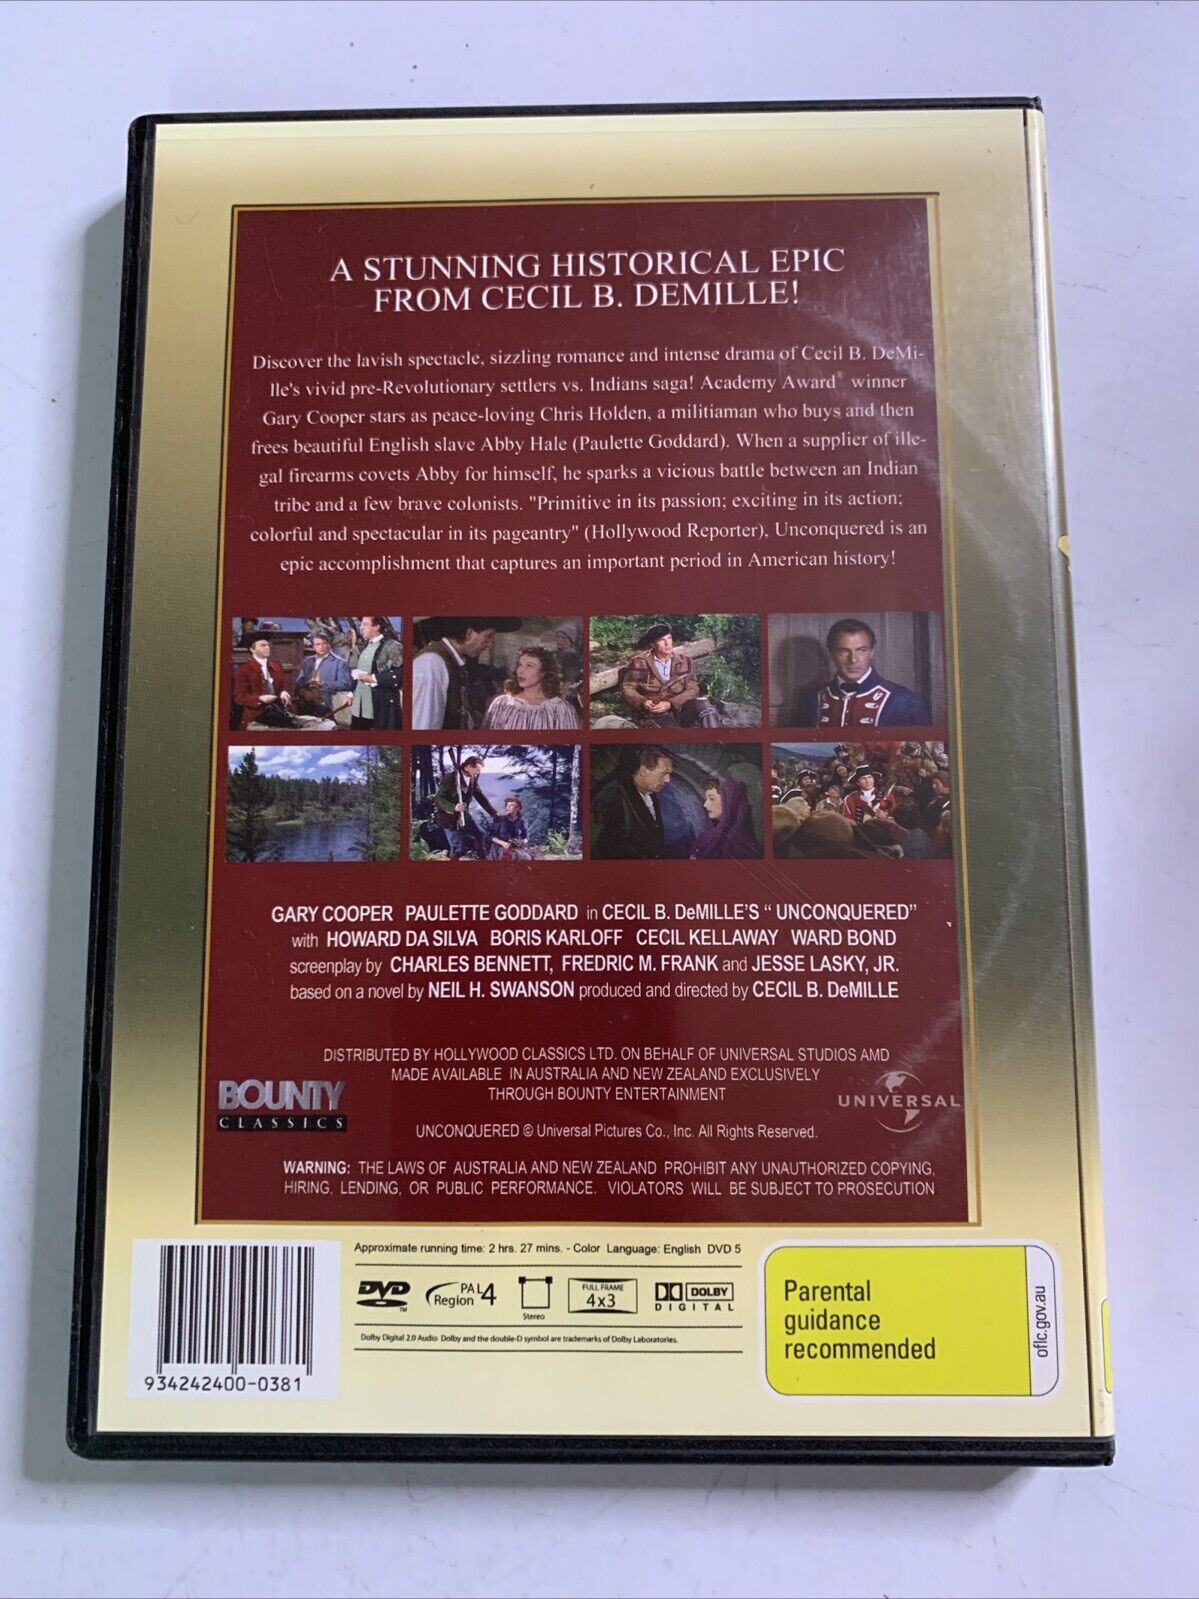 A STUNNING HISTORICAL EPIC
FROM CECIL B. DEMILLE!
Discover the lavish spectacle, sizzling romance and intense drama of Cecil B. DeMi-
lle's vivid pre-Revolutionary settlers vs. Indians saga! Academy Award® winner
Gary Cooper stars as peace-loving Chris Holden, a militiaman who buys and then
frees beautiful English slave Abby Hale (Paulette Goddard). When a supplier of ille-
gal firearms covets Abby for himself, he sparks a vicious battle between an Indian
tribe and a few brave colonists. "Primitive in its passion; exciting in its action;
colorful and spectacular in its pageantry" (Hollywood Reporter), Unconquered is an
epic accomplishment that captures an important period in American history!
GARY COOPER PAULETTE GODDARD in CECIL B. DeMILLE'S " UNCONQUERED"
with HOWARD DA SILVA BORIS KARLOFF CECIL KELLAWAY WARD BOND
screenplay by CHARLES BENNETT, FREDRIC M. FRANK and JESSE LASKY, JR.
based on a novel by NEIL H. SWANSON produced and directed by CECIL B. DeMILLE
DISTRIBUTED BY HOLLYWOOD CLASSICS LTD. ON BEHALF OF UNIVERSAL STUDIOS AMD
MADE AVAILABLE IN AUSTRALIA AND NEW ZEALAND EXCLUSIVELY
THROUGH BOUNTY ENTERTAINMENT
BOUNTY
CLASSICS
UNIVERSAL
UNCONQUERED © Universal Pictures Co., Inc. All Rights Reserved.
WARNING: THE LAWS OF AUSTRALIA AND NEW ZEALAND PROHIBIT ANY UNAUTHORIZED COPYING,
HIRING, LENDING, OR PUBLIC PERFORMANCE. VIOLATORS WILL BE SUBJECT TO PROSECUTION
Approximate running time: 2 hrs. 27 mins. - Color Language: English DVD 5
DVD TM
PAL
Region 4
Stereo
FULL FRAME
4x3
DOLBY
DIGITAL
Dolby Digital 2.0 Audio Dolby and the double-D symbol are trademarks of Dolby Laboratories.
934242400-0381
Parental
guidance
recommended
oflc.gov.au